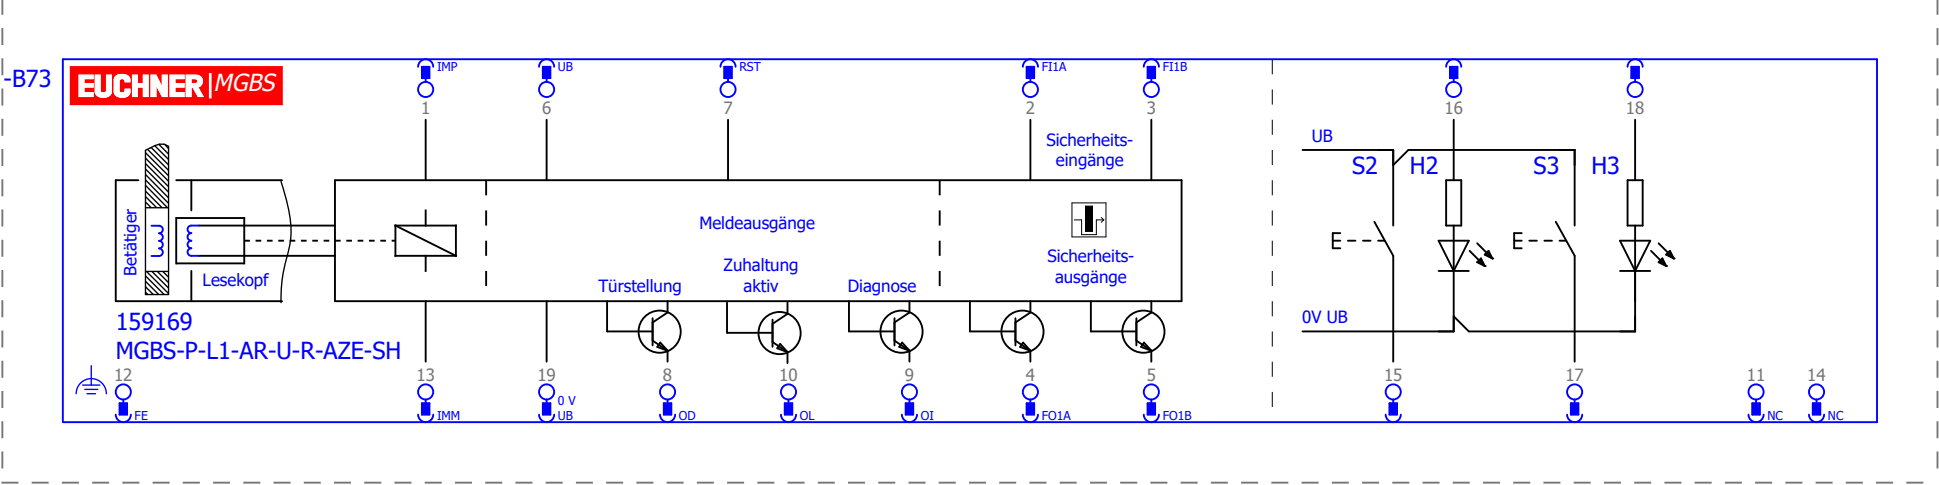 -B73
EUCHNER MGBS
IMP
UB
RST
FI1A
FI1B
1
6
7
2
3
16
18
Sicherheits-
eingänge
UB
S2
H2
S3
H3
Betätiger
Lesekopf
Meldeausgänge
Türstellung
Zuhaltung
aktiv
Diagnose
Sicherheits-
ausgänge
0V UB
159169
MGBS-P-L1-AR-U-R-AZE-SH
12
13
19
8
10
9
4
5
15
17
11
14
FE
IMM
0 V
UB
OD
OL
OI
FO1A
FO1B
NC
NC